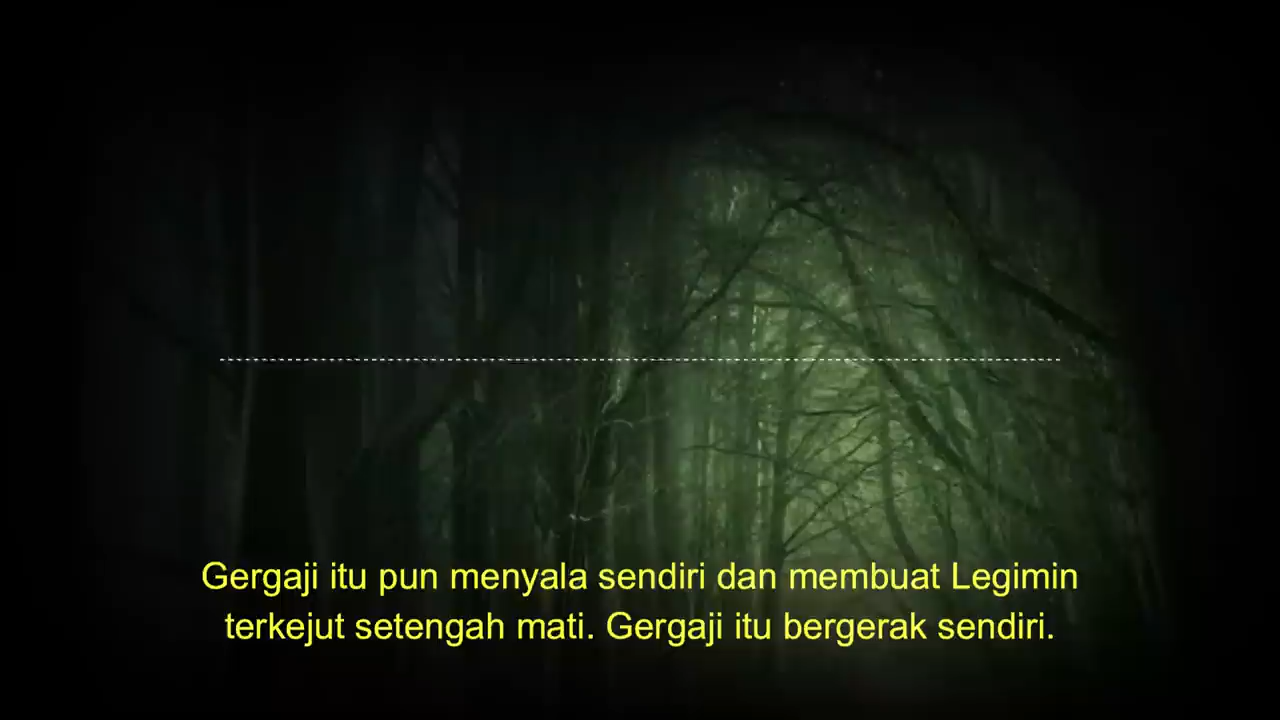 Gergaji itu pun menyala sendiri dan membuat Legimin
terkejut setengah mati. Gergaji itu bergerak sendiri.